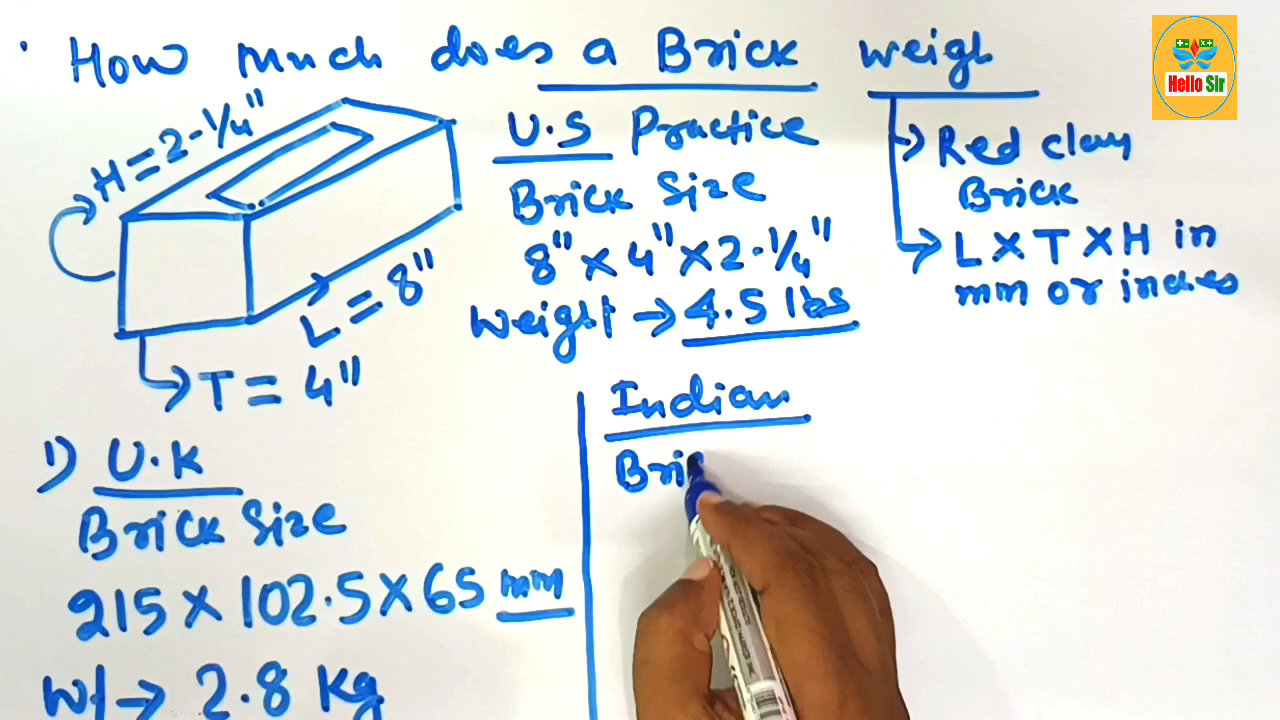 How much does a Brick weigh
Hello Sir
H = 2-1/4"
L = 8"
T = 4"
U.S Practice
Brick Size
8" X 4" X 2-1/4"
Weight → 4.5 lbs
Red clay
Brick
L X T X H in
mm or inches
1) U.K
Brick Size
215 X 102.5 X 65 mm
Wt → 2.8 Kg
Indian
Bri